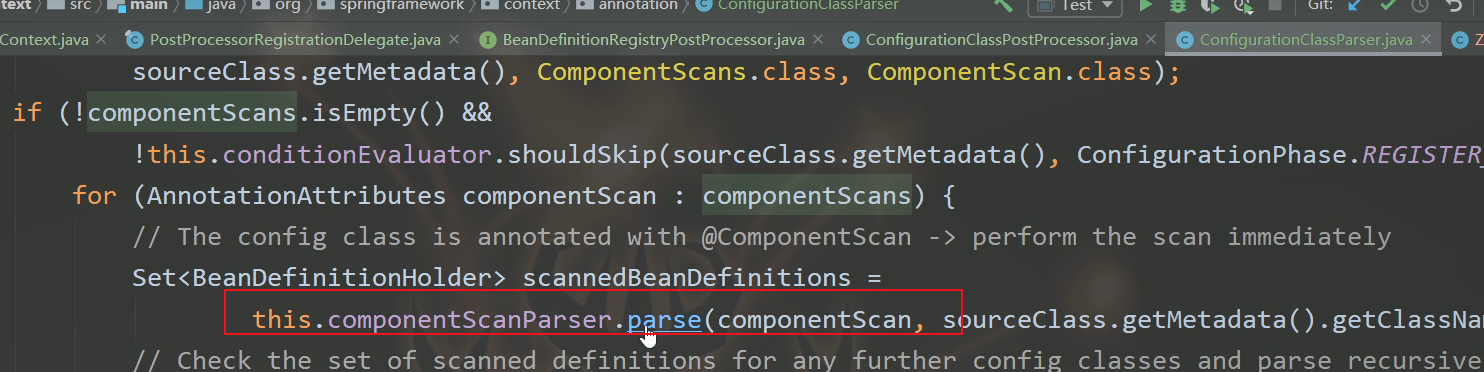 text src main java org springframework context annotation ConfigurationClassParser Test Git:
Context.java PostProcessorRegistrationDelegate.java BeanDefinitionRegistryPostProcessor.java ConfigurationClassPostProcessor.java ConfigurationClassParser.java Z
sourceClass.getMetadata(), ComponentScans.class, ComponentScan.class);
if (!componentScans.isEmpty() &&
!this.conditionEvaluator.shouldSkip(sourceClass.getMetadata(), ConfigurationPhase.REGISTER_
for (AnnotationAttributes componentScan : componentScans) {
// The config class is annotated with @ComponentScan -> perform the scan immediately
Set<BeanDefinitionHolder> scannedBeanDefinitions =
this.componentScanParser.parse(componentScan, sourceClass.getMetadata().getClassNa
// Check the set of scanned definitions for any further config classes and parse recursive